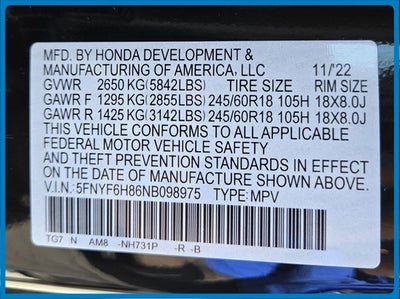 MFD. BY HONDA DEVELOPMENT &
MANUFACTURING OF AMERICA, LLC 11/'22
GVWR 2650 KG(5842LBS) TIRE SIZE RIM SIZE
GAWR F 1295 KG(2855LBS) 245/60R18 105H 18X8.0J
GAWR R 1425 KG(3142LBS) 245/60R18 105H 18X8.0J
THIS VEHICLE CONFORMS TO ALL APPLICABLE
FEDERAL MOTOR VEHICLE SAFETY
AND THEFT PREVENTION STANDARDS IN EFFECT
ON THE DATE OF MANUFACTURE SHOWN ABOVE.
V.I.N.: 5FNYF6H86NB098975 TYPE: MPV
TG7 N AM8 -NH731P -R -B